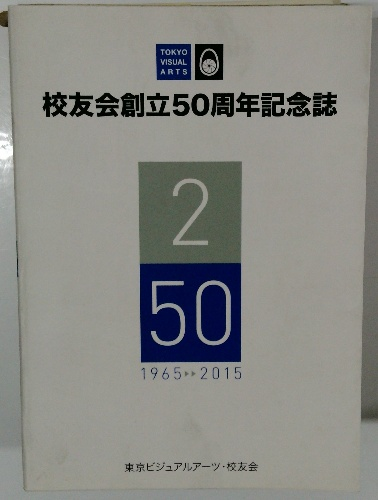 TOKYO
VISUAL
ARTS
校友会創立50周年記念誌
2
50
1965▸▸2015
東京ビジュアルアーツ・校友会